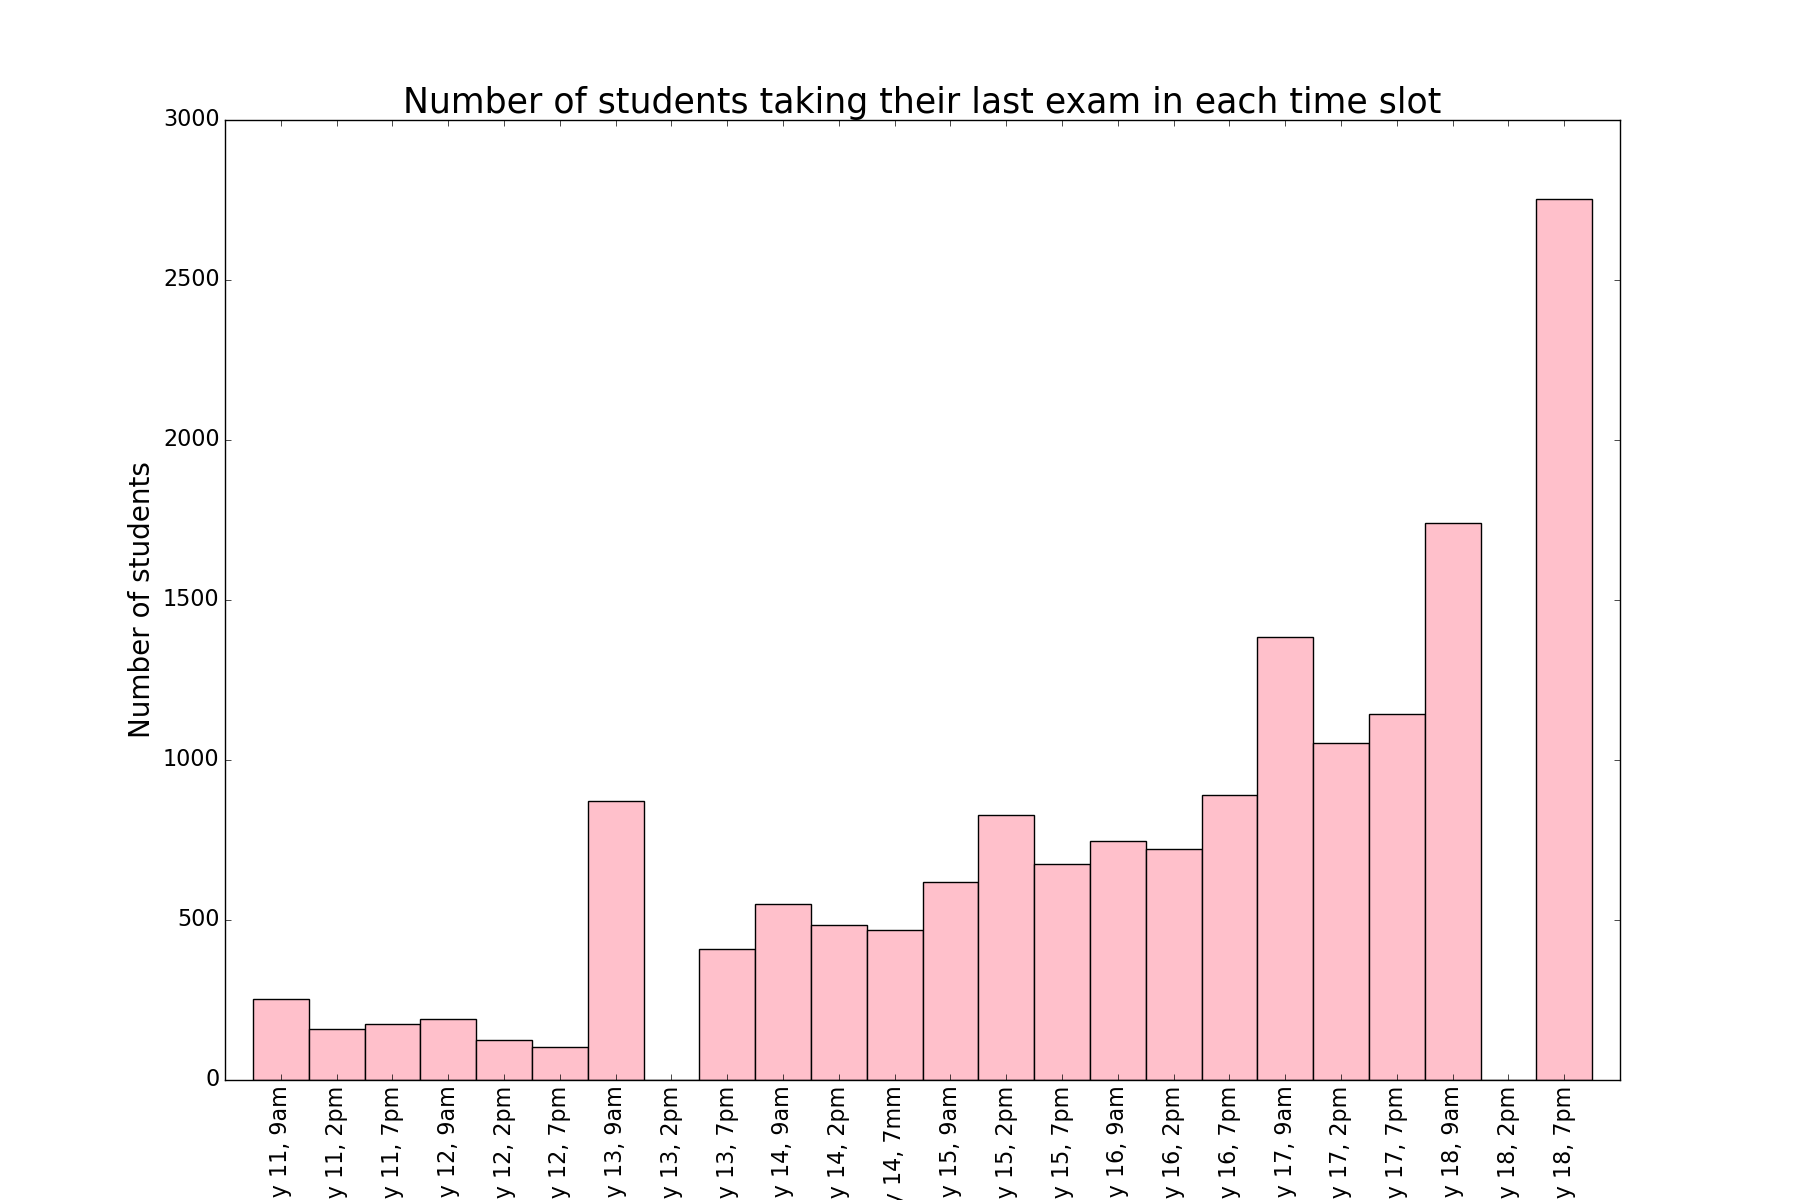 Number of students taking their last exam in each time slot
3000
2500
2000
1500
1000
500
0
Number of students
y 11, 9am
y 11, 2pm
y 11, 7pm
y 12, 9am
y 12, 2pm
y 12, 7pm
y 13, 9am
y 13, 2pm
y 13, 7pm
y 14, 9am
y 14, 2pm
y 14, 7mm
y 15, 9am
y 15, 2pm
y 15, 7pm
y 16, 9am
y 16, 2pm
y 16, 7pm
y 17, 9am
y 17, 2pm
y 17, 7pm
y 18, 9am
y 18, 2pm
y 18, 7pm